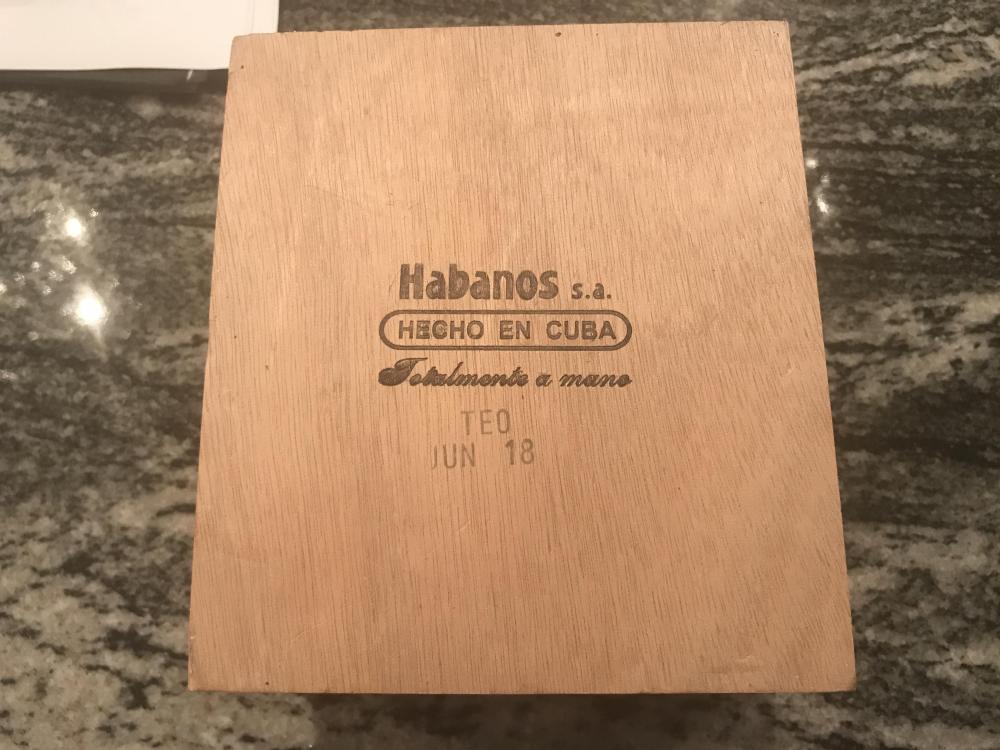 Habanos s.a.
HECHO EN CUBA
Totalmente a mano
TEO
JUN 18